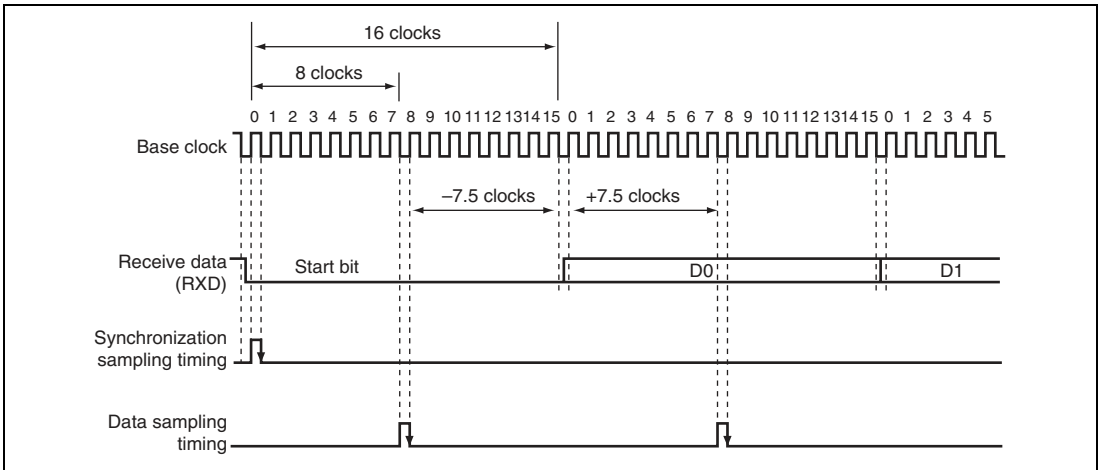 16 clocks
8 clocks
0 1 2 3 4 5 6 7 8 9 10 11 12 13 14 15 0 1 2 3 4 5 6 7 8 9 10 11 12 13 14 15 0 1 2 3 4 5
Base clock
–7.5 clocks
+7.5 clocks
Receive data
(RXD)
Start bit
D0
D1
Synchronization
sampling timing
Data sampling
timing